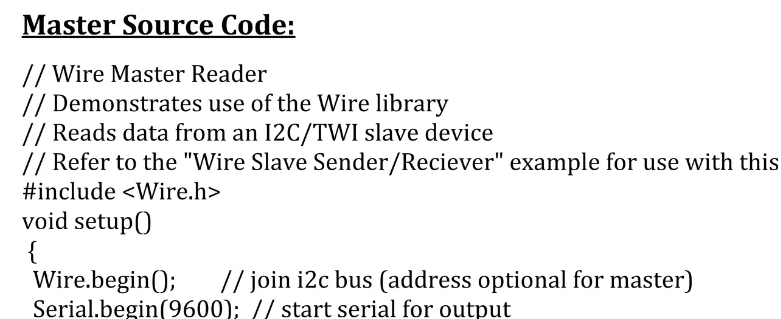 Master Source Code:
// Wire Master Reader
// Demonstrates use of the Wire library
// Reads data from an I2C/TWI slave device
// Refer to the "Wire Slave Sender/Reciever" example for use with this
#include <Wire.h>
void setup()
{
Wire.begin(); // join i2c bus (address optional for master)
Serial.begin(9600); // start serial for output